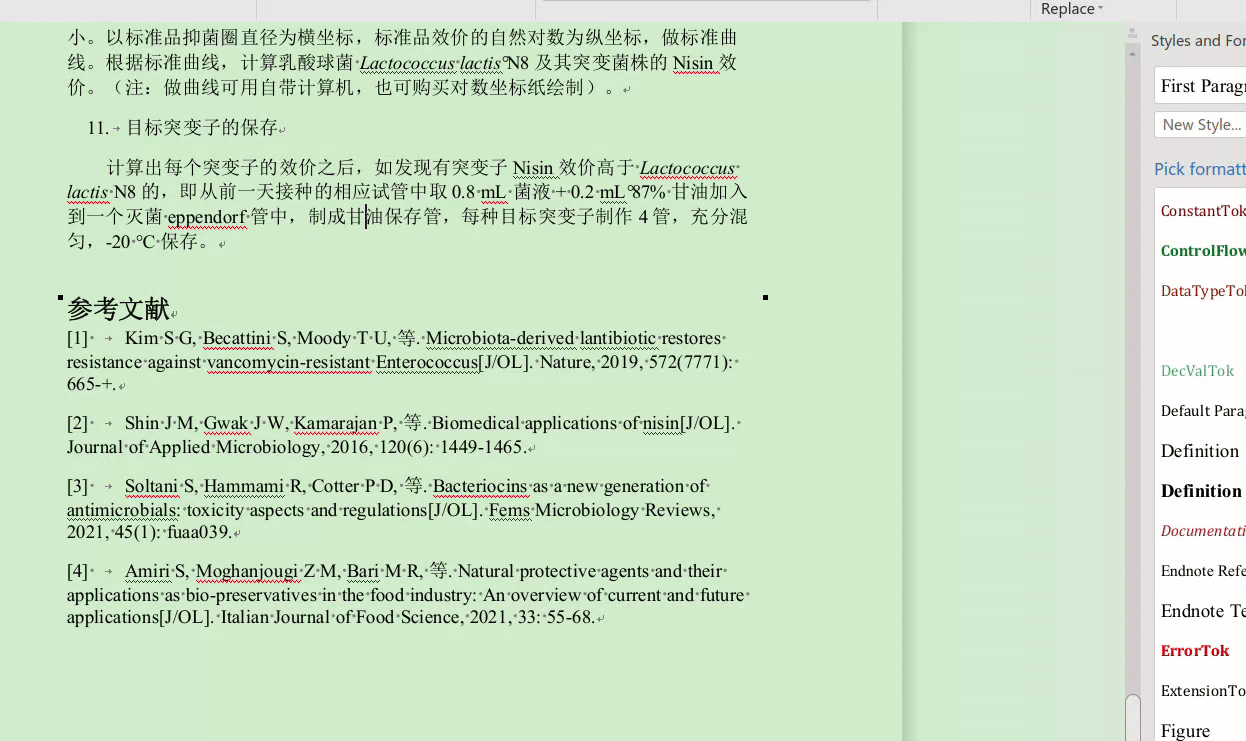 Replace
小。以标准品抑菌圈直径为横坐标，标准品效价的自然对数为纵坐标，做标准曲
线。根据标准曲线，计算乳酸球菌 Lactococcus lactis N8 及其突变菌株的 Nisin 效
价。（注：做曲线可用自带计算机，也可购买对数坐标纸绘制）。
11. 目标突变子的保存
计算出每个突变子的效价之后，如发现有突变子 Nisin 效价高于 Lactococcus
lactis N8 的，即从前一天接种的相应试管中取 0.8 mL 菌液 + 0.2 mL 87% 甘油加入
到一个灭菌 eppendorf 管中，制成甘油保存管，每种目标突变子制作 4 管，充分混
匀，-20 °C 保存。
参考文献
[1] Kim S G, Becattini S, Moody T U, 等. Microbiota-derived lantibiotic restores
resistance against vancomycin-resistant Enterococcus[J/OL]. Nature, 2019, 572(7771):
665-+.
[2] Shin J M, Gwak J W, Kamarajan P, 等. Biomedical applications of nisin[J/OL].
Journal of Applied Microbiology, 2016, 120(6): 1449-1465.
[3] Soltani S, Hammami R, Cotter P D, 等. Bacteriocins as a new generation of
antimicrobials: toxicity aspects and regulations[J/OL]. Fems Microbiology Reviews,
2021, 45(1): fuaa039.
[4] Amiri S, Moghanjougi Z M, Bari M R, 等. Natural protective agents and their
applications as bio-preservatives in the food industry: An overview of current and future
applications[J/OL]. Italian Journal of Food Science, 2021, 33: 55-68.
Styles and For
First Paragr
New Style...
Pick formatt
ConstantTok
ControlFlow
DataTypeTok
DecValTok
Default Parag
Definition
Definition
Documentati
Endnote Refe
Endnote Te
ErrorTok
ExtensionTo
Figure